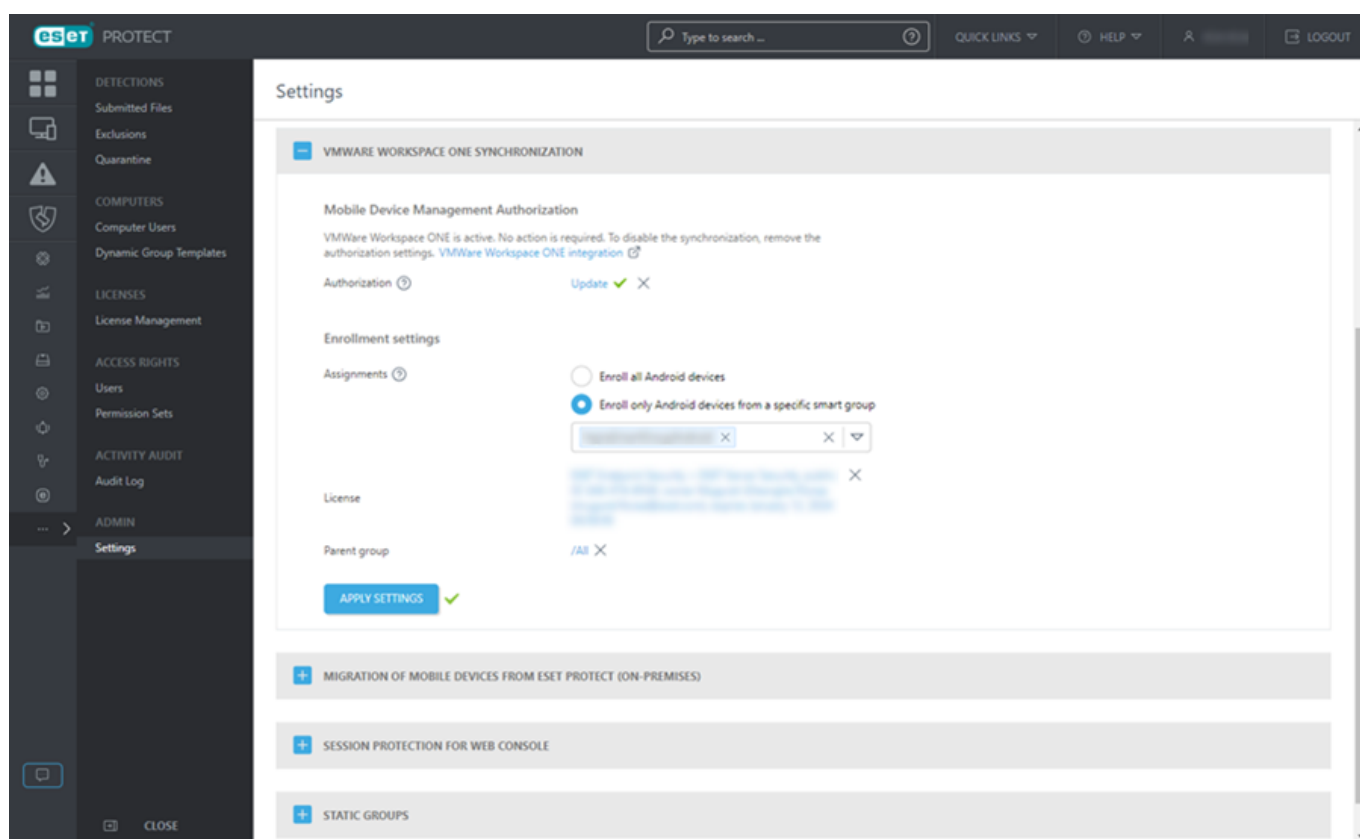 eset PROTECT
Type to search ...
QUICK LINKS
HELP
LOGOUT
DETECTIONS
Submitted Files
Exclusions
Quarantine
COMPUTERS
Computer Users
Dynamic Group Templates
LICENSES
License Management
ACCESS RIGHTS
Users
Permission Sets
ACTIVITY AUDIT
Audit Log
ADMIN
Settings
CLOSE
Settings
VMWARE WORKSPACE ONE SYNCHRONIZATION
Mobile Device Management Authorization
VMWare Workspace ONE is active. No action is required. To disable the synchronization, remove the
authorization settings. VMWare Workspace ONE integration
Authorization
Update
Enrollment settings
Assignments
Enroll all Android devices
Enroll only Android devices from a specific smart group
License
Parent group
/All
APPLY SETTINGS
MIGRATION OF MOBILE DEVICES FROM ESET PROTECT (ON-PREMISES)
SESSION PROTECTION FOR WEB CONSOLE
STATIC GROUPS